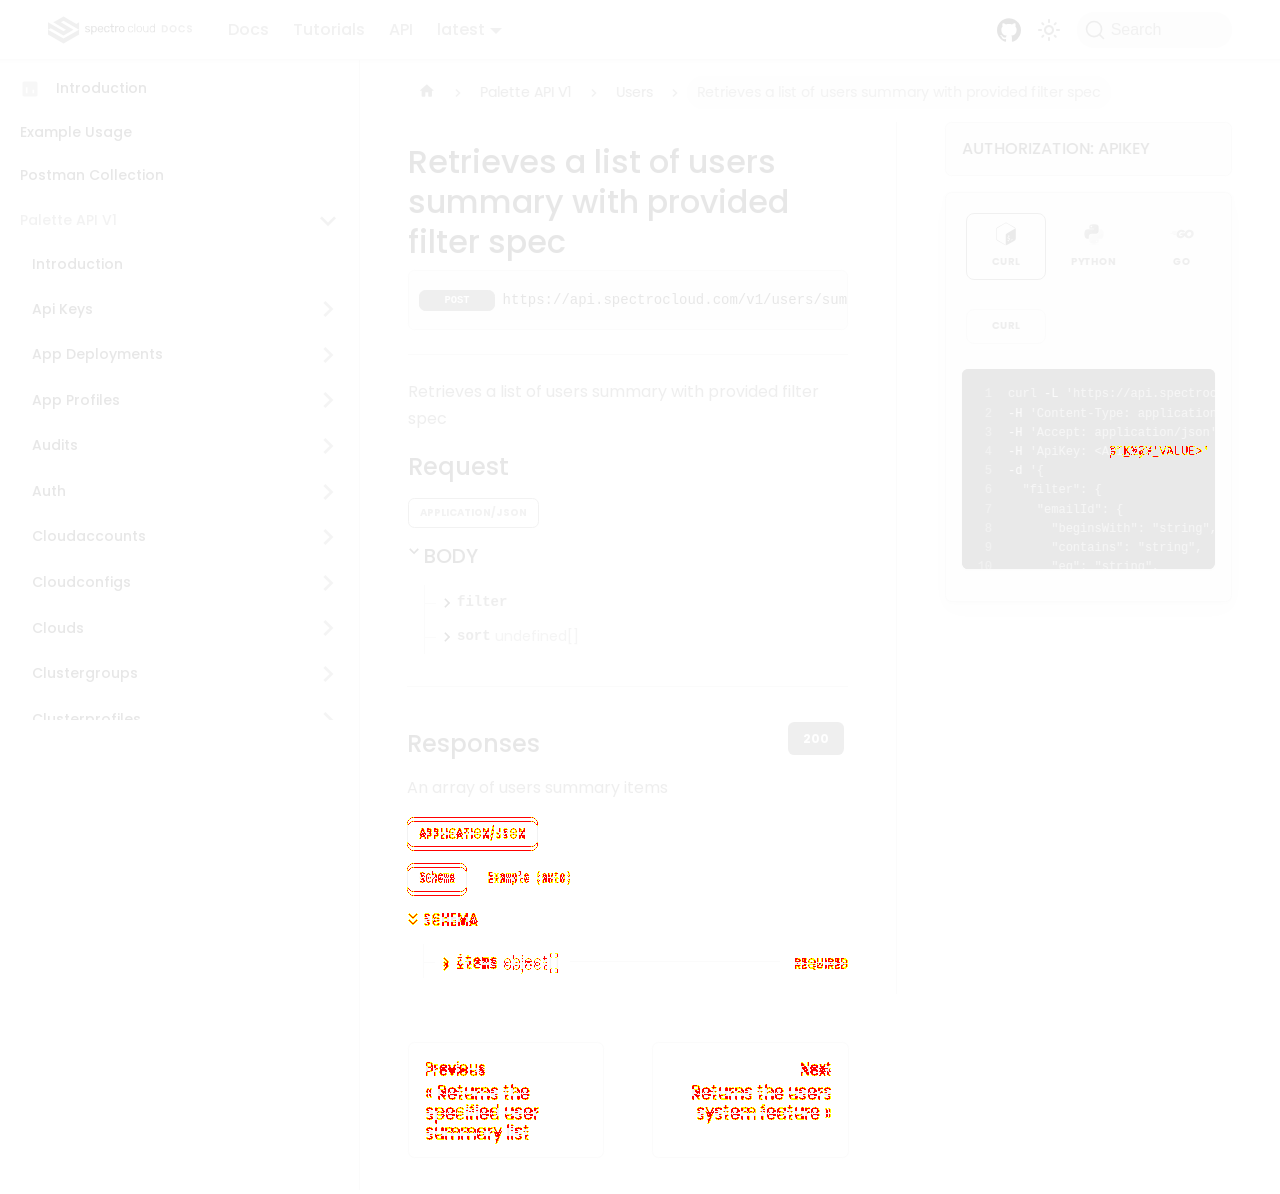 spectro cloud DOCS
Docs
Tutorials
API
latest
Search
Introduction
Example Usage
Postman Collection
Palette API V1
Introduction
Api Keys
App Deployments
App Profiles
Audits
Auth
Cloudaccounts
Cloudconfigs
Clouds
Clustergroups
Clusterprofiles
Palette API V1
Users
Retrieves a list of users summary with provided filter spec
Retrieves a list of users
summary with provided
filter spec
POST https://api.spectrocloud.com/v1/users/sum
Retrieves a list of users summary with provided filter
spec
Request
APPLICATION/JSON
BODY
filter
sort undefined[]
Responses
200
An array of users summary items
APPLICATION/JSON
Schema
Example (auto)
SCHEMA
items object[]
REQUIRED
Previous
« Returns the
specified user
summary list
Next
Returns the users
system feature »
AUTHORIZATION: APIKEY
CURL
PYTHON
GO
GO
CURL
1 curl -L 'https://api.spectroc
2 -H 'Content-Type: application
3 -H 'Accept: application/json'
4 -H 'ApiKey:
5 -d '{
6 "filter": {
7 "emailId": {
8 "beginsWith": "string",
9 "contains": "string",
10 "eq": "string",